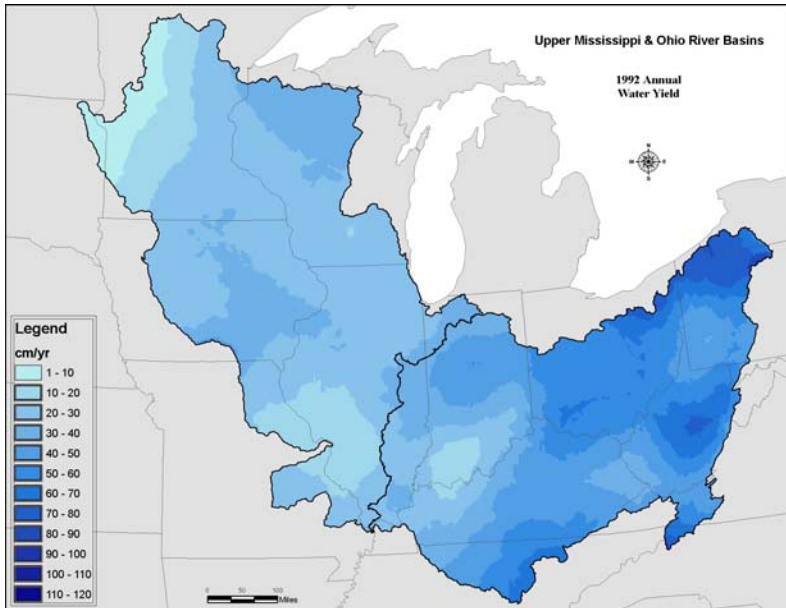 Upper Mississippi & Ohio River Basins
1992 Annual
Water Yield
N
W E
S
Legend
cm/yr
1 - 10
10 - 20
20 - 30
30 - 40
40 - 50
50 - 60
60 - 70
70 - 80
80 - 90
90 - 100
100 - 110
110 - 120
0 50 100
Miles